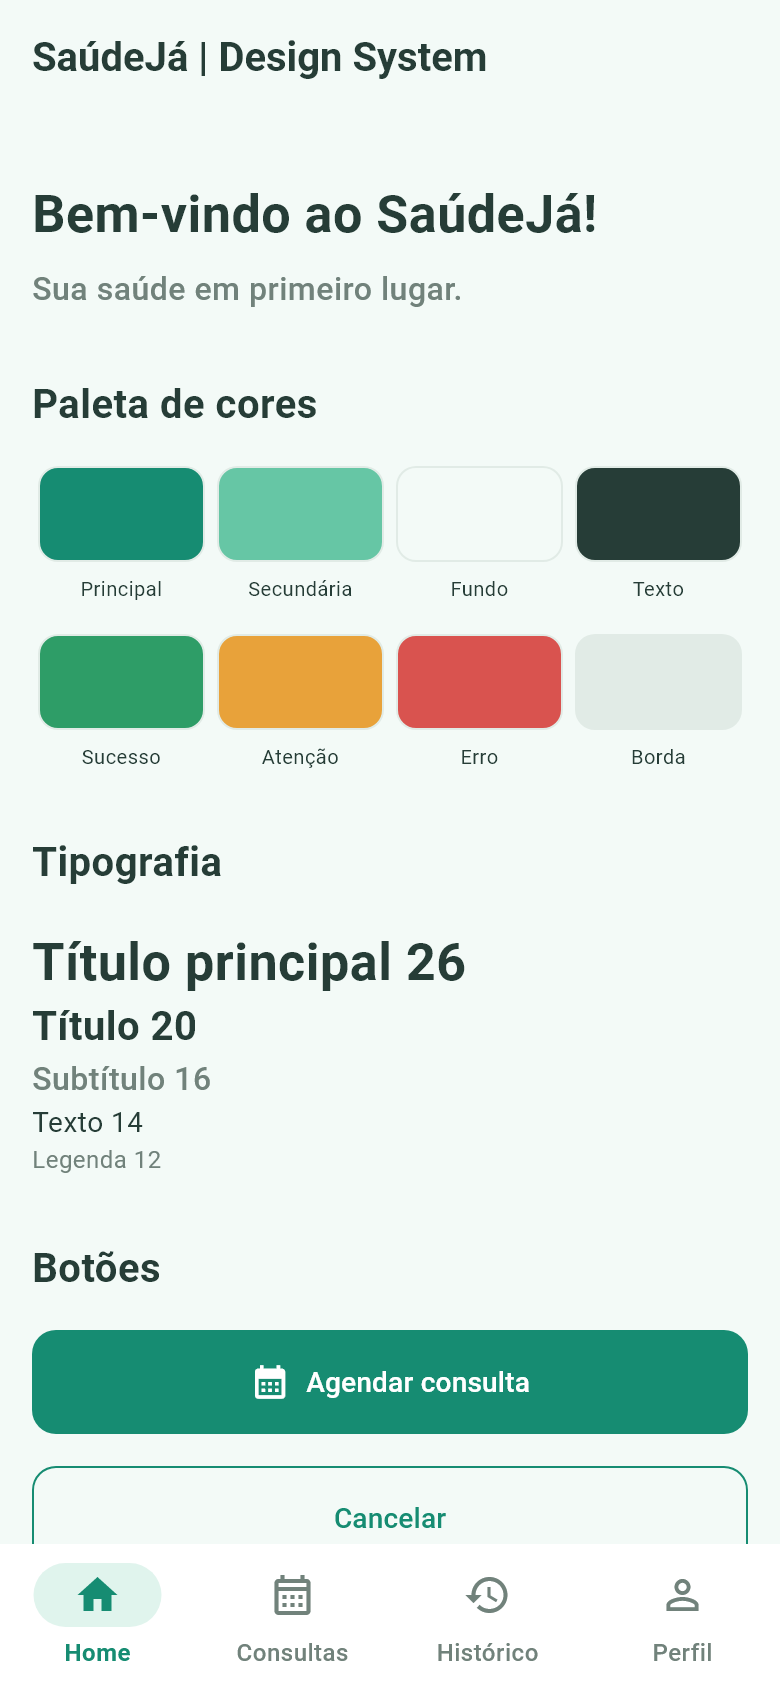 SaúdeJá | Design System
Bem-vindo ao SaúdeJá!
Sua saúde em primeiro lugar.
Paleta de cores
Principal
Secundária
Fundo
Texto
Sucesso
Atenção
Erro
Borda
Tipografia
Título principal 26
Título 20
Subtítulo 16
Texto 14
Legenda 12
Botões
Agendar consulta
Cancelar
Home
Consultas
Histórico
Perfil